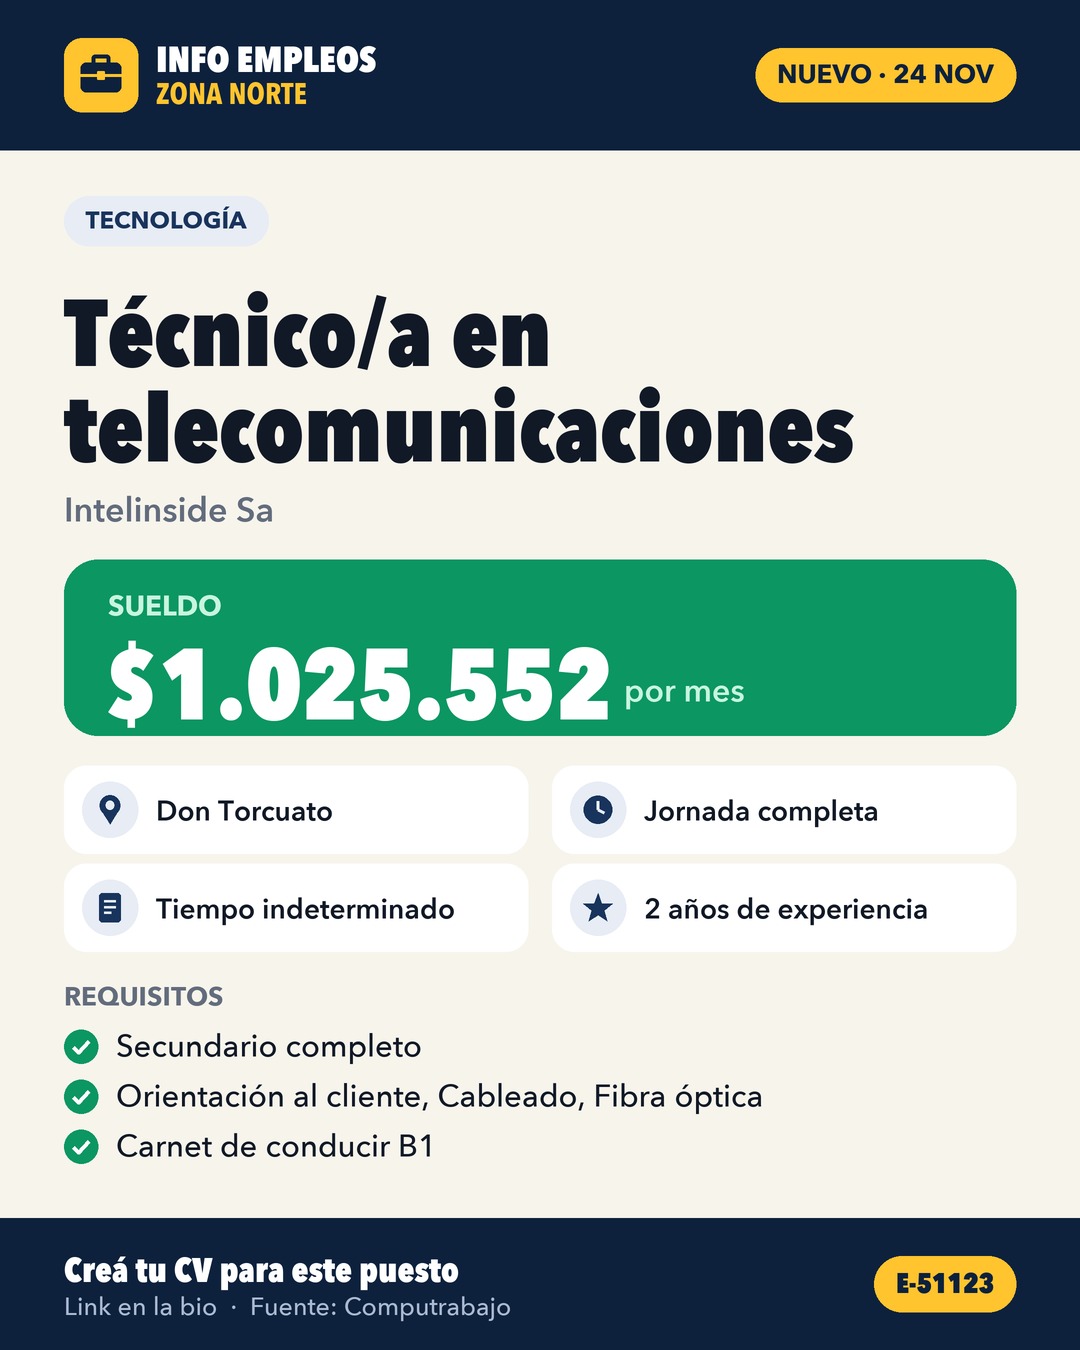 INFO EMPLEOS
ZONA NORTE
NUEVO · 24 NOV
TECNOLOGÍA
Técnico/a en
telecomunicaciones
Intelinside Sa
SUELDO
$1.025.552 por mes
Don Torcuato
Jornada completa
Tiempo indeterminado
2 años de experiencia
REQUISITOS
Secundario completo
Orientación al cliente, Cableado, Fibra óptica
Carnet de conducir B1
Creá tu CV para este puesto
Link en la bio · Fuente: Computrabajo
E-51123